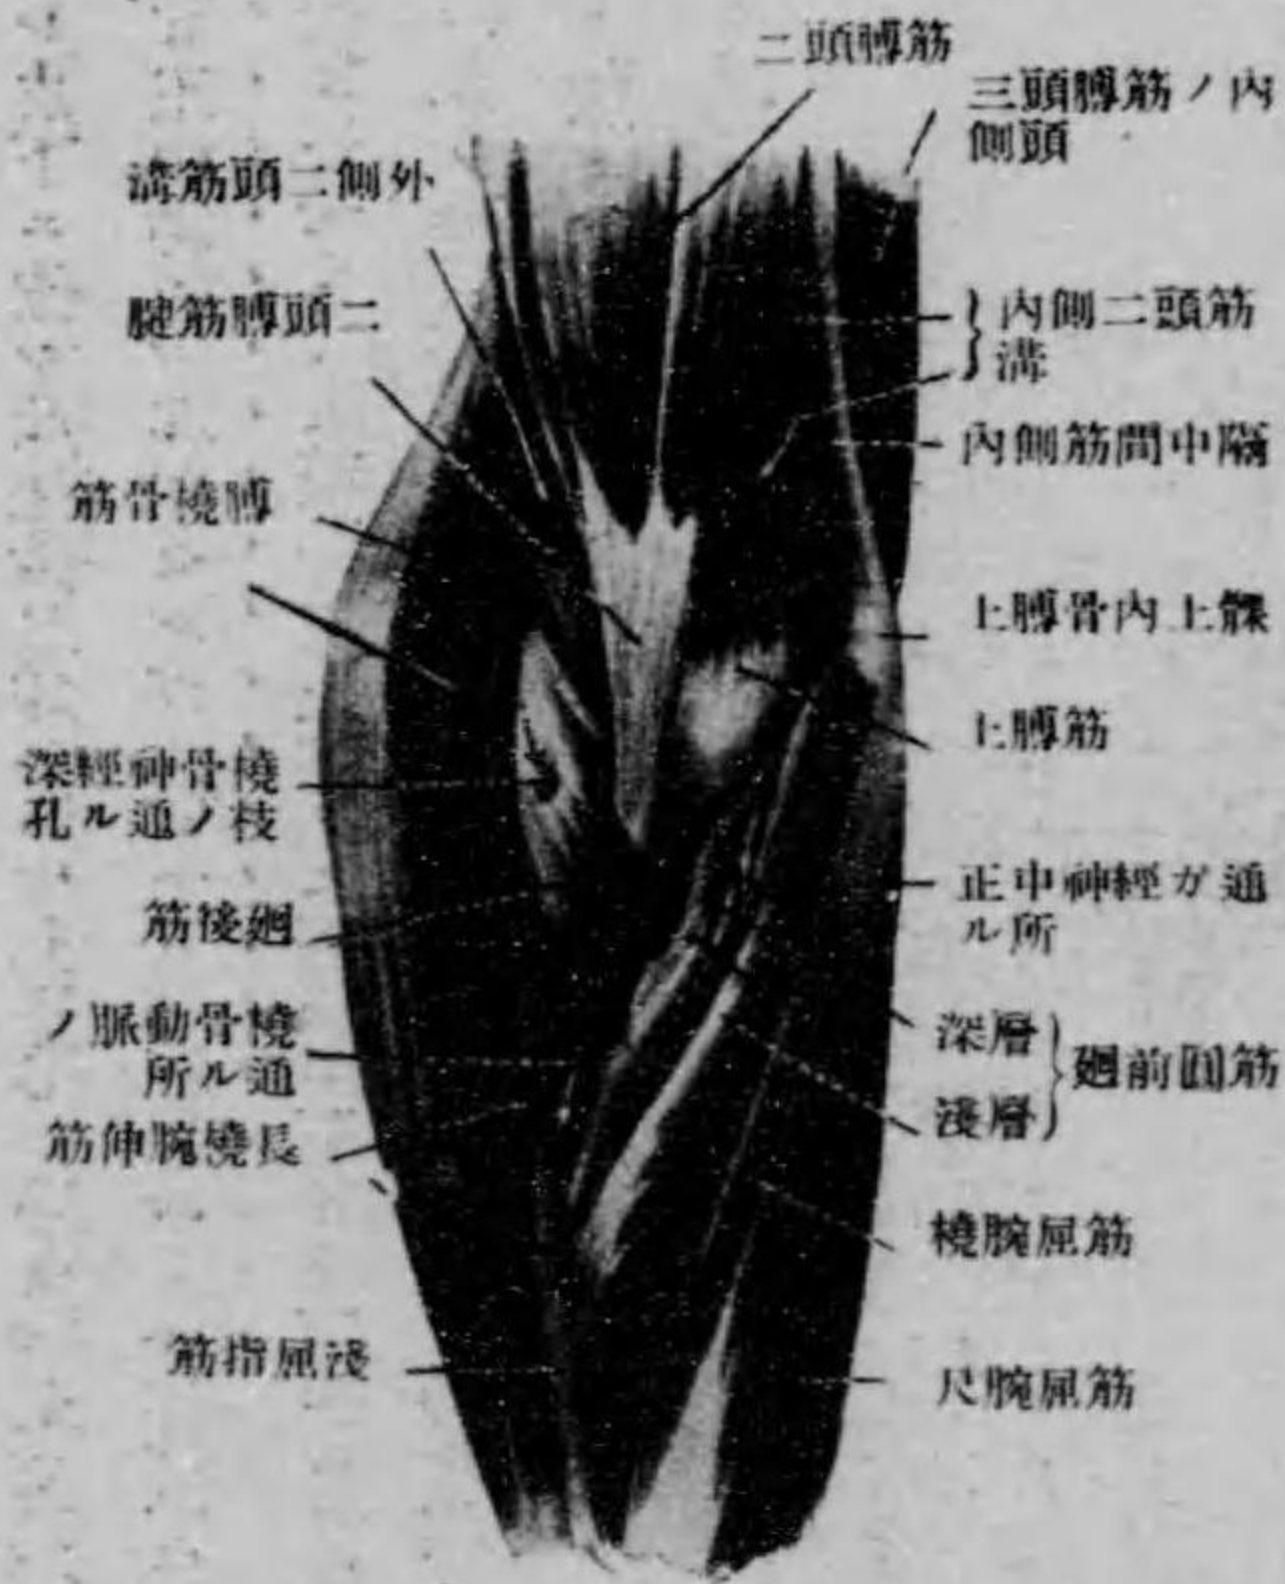 二頭膊筋
三頭膊筋ノ内
側頭
外側二頭筋溝
二頭膊筋腱
内側二頭筋
溝
内側筋間中隔
膊橈骨筋
上膊骨内上髁
上膊筋
橈骨神經深
枝ノ通ル孔
正中神經ガ通
ル所
廻後筋
橈骨動脈ノ
通ル所
深層
淺層
廻前圓筋
長橈腕伸筋
橈腕屈筋
淺屈指筋
尺腕屈筋